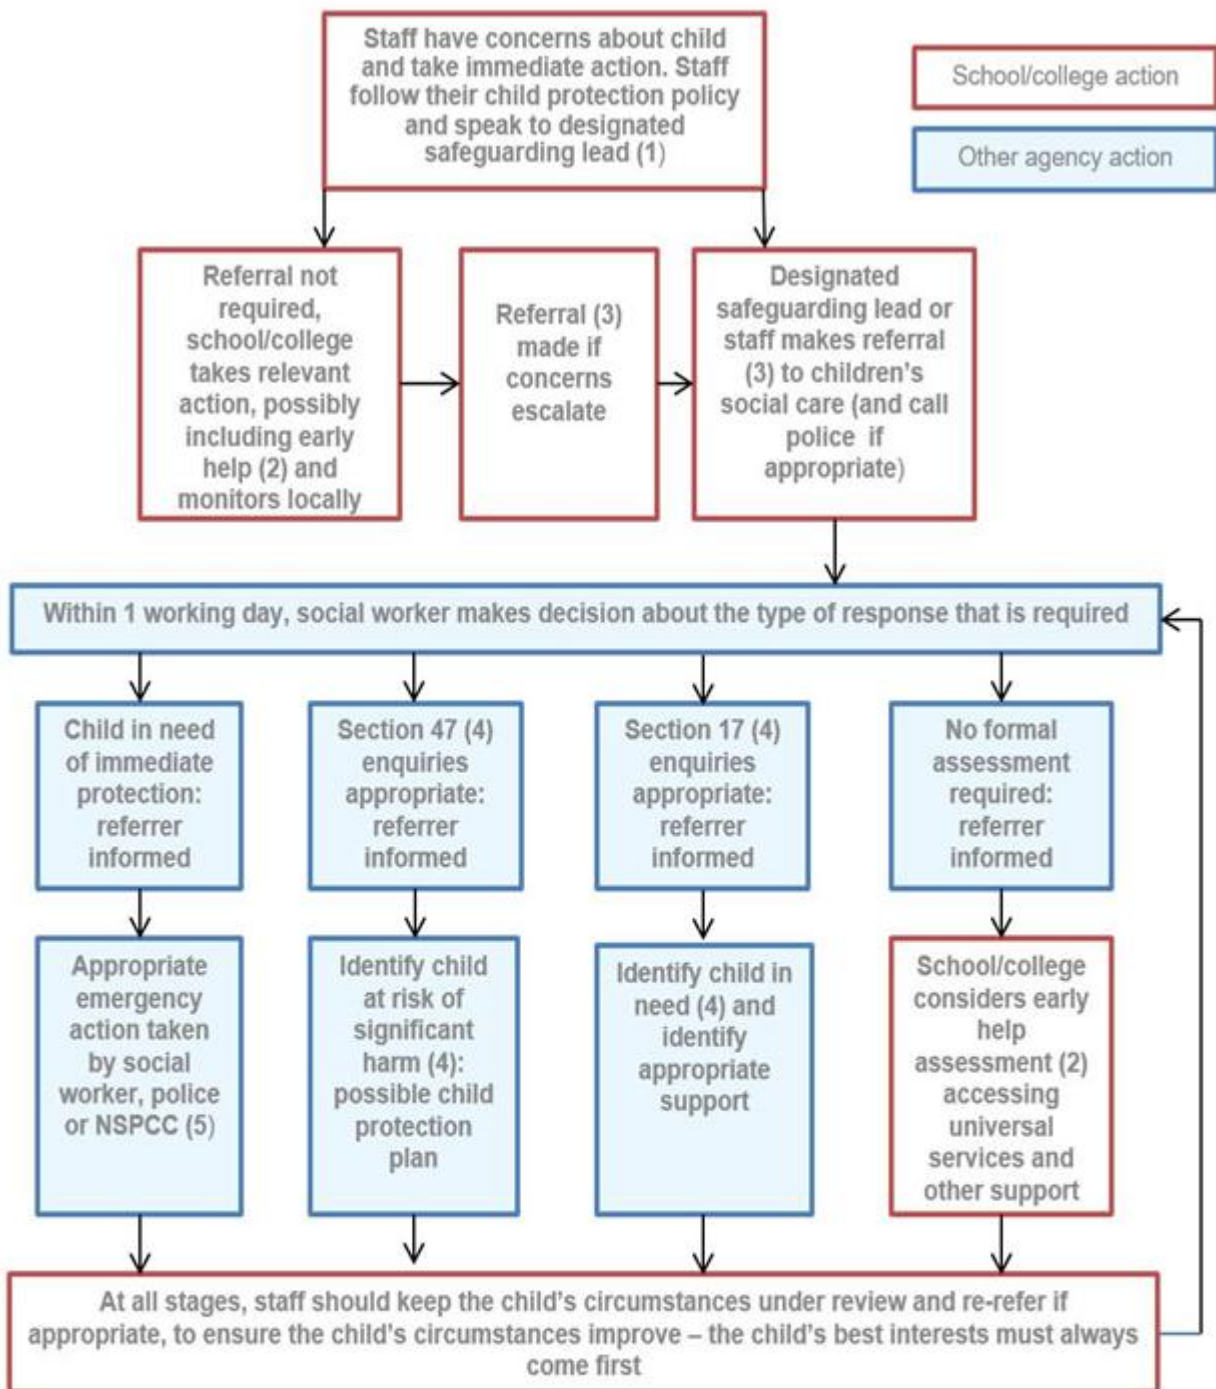 Staff have concerns about child
and take immediate action. Staff
follow their child protection policy
and speak to designated
safeguarding lead (1)
School/college action
Other agency action
Referral not
required,
school/college
takes relevant
action, possibly
including early
help (2) and
monitors locally
Referral (3)
made if
concerns
escalate
Designated
safeguarding lead or
staff makes referral
(3) to children's
social care (and call
police if
appropriate)
Within 1 working day, social worker makes decision about the type of response that is required
Child in need
of immediate
protection:
referrer
informed
Section 47 (4)
enquiries
appropriate:
referrer
informed
Section 17 (4)
enquiries
appropriate:
referrer
informed
No formal
assessment
required:
referrer
informed
Appropriate
emergency
action taken
by social
worker, police
or NSPCC (5)
Identify child
at risk of
significant
harm (4):
possible child
protection
plan
Identify child in
need (4) and
identify
appropriate
support
School/college
considers early
help
assessment (2)
accessing
universal
services and
other support
At all stages, staff should keep the child's circumstances under review and re-refer if
appropriate, to ensure the child's circumstances improve – the child's best interests must always
come first